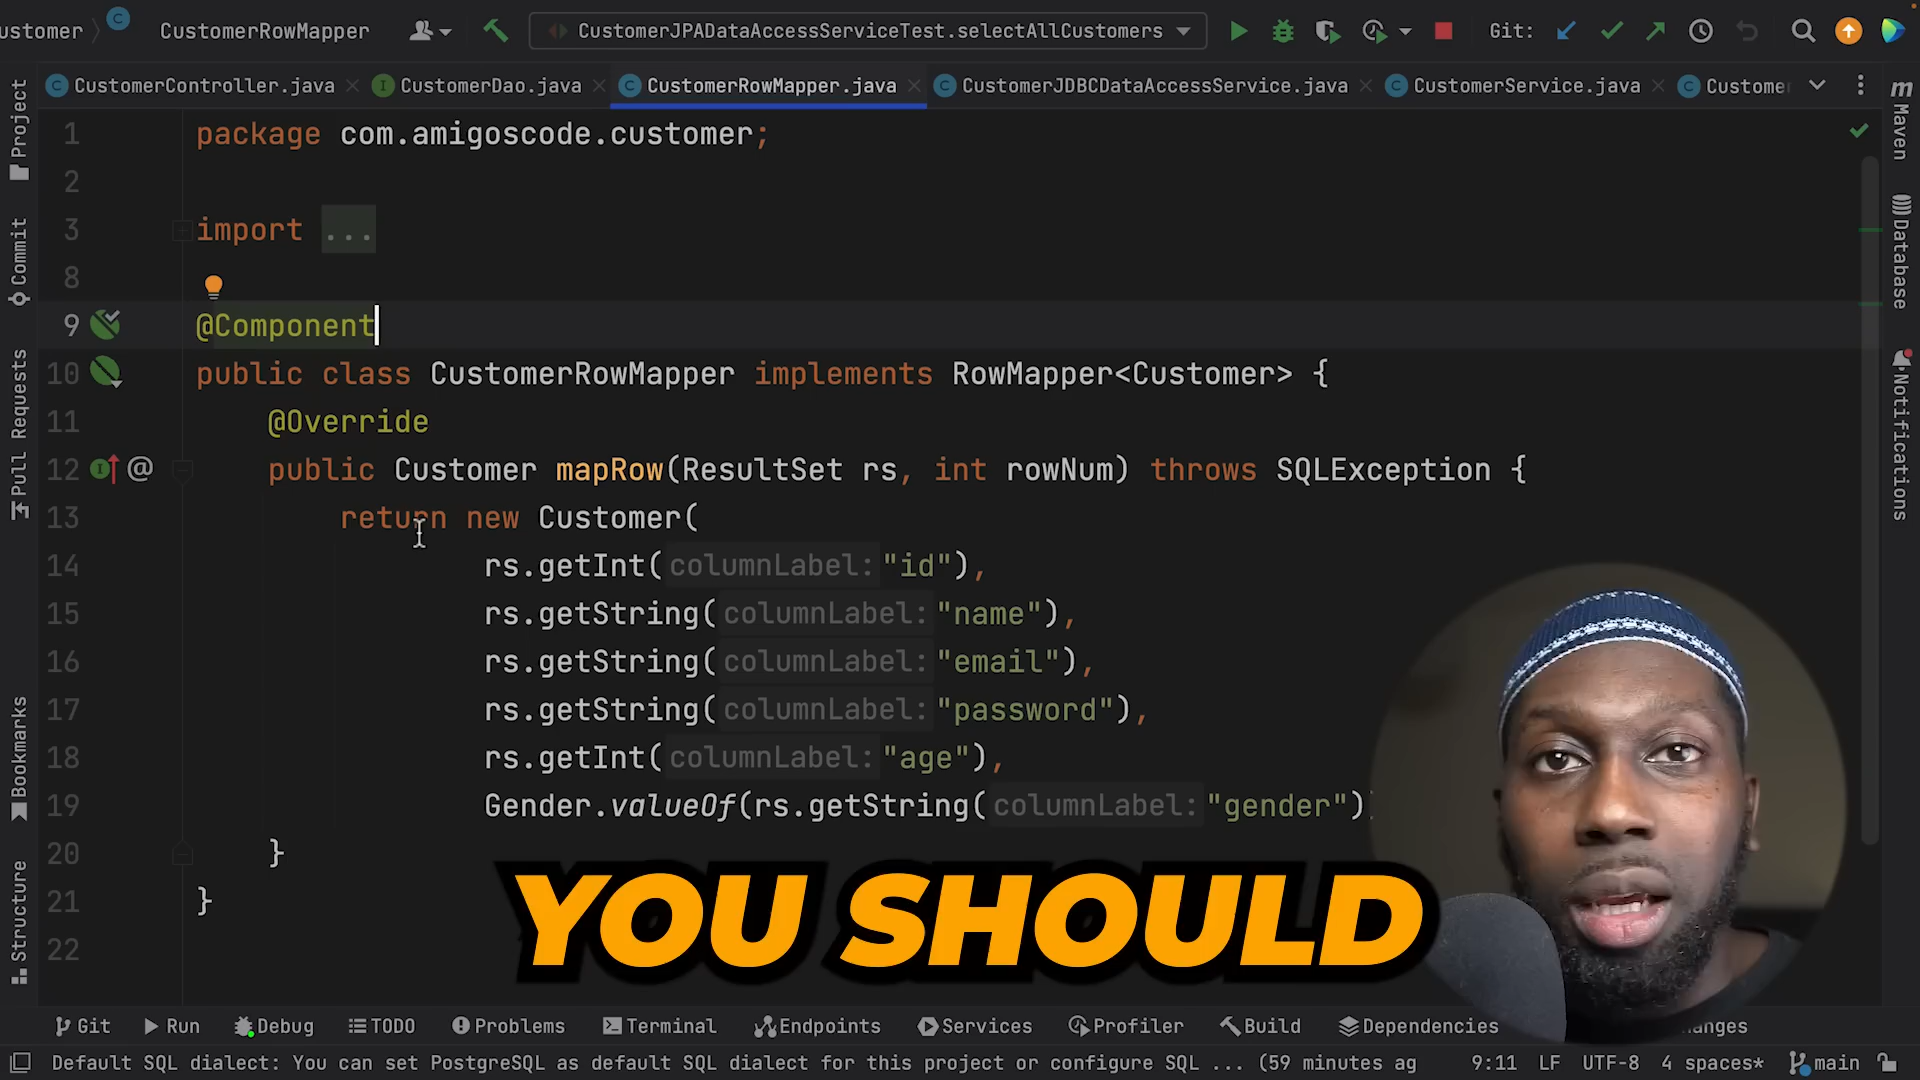 ustomer
CustomerRowMapper
CustomerJPADataAccessServiceTest.selectAllCustomers
Git:
CustomerController.java
CustomerDao.java
CustomerRowMapper.java
CustomerJDBCDataAccessService.java
CustomerService.java
Custome
Project
Commit
Pull Requests
Bookmarks
Structure
1 package com.amigoscode.customer;
2
3 import ...
8
9 @Component
10 public class CustomerRowMapper implements RowMapper<Customer> {
11 @Override
12 @ public Customer mapRow(ResultSet rs, int rowNum) throws SQLException {
13 return new Customer(
14 rs.getInt( columnLabel: "id"),
15 rs.getString( columnLabel: "name"),
16 rs.getString( columnLabel: "email"),
17 rs.getString( columnLabel: "password"),
18 rs.getInt( columnLabel: "age"),
19 Gender.valueOf(rs.getString( columnLabel: "gender")
20 }
21 }
22
YOU SHOULD
Maven
Database
Notifications
Git
Run
Debug
TODO
Problems
Terminal
Endpoints
Services
Profiler
Build
Dependencies
anges
Default SQL dialect: You can set PostgreSQL as default SQL dialect for this project or configure SQL ... (59 minutes ag
9:11
LF
UTF-8
4 spaces*
main